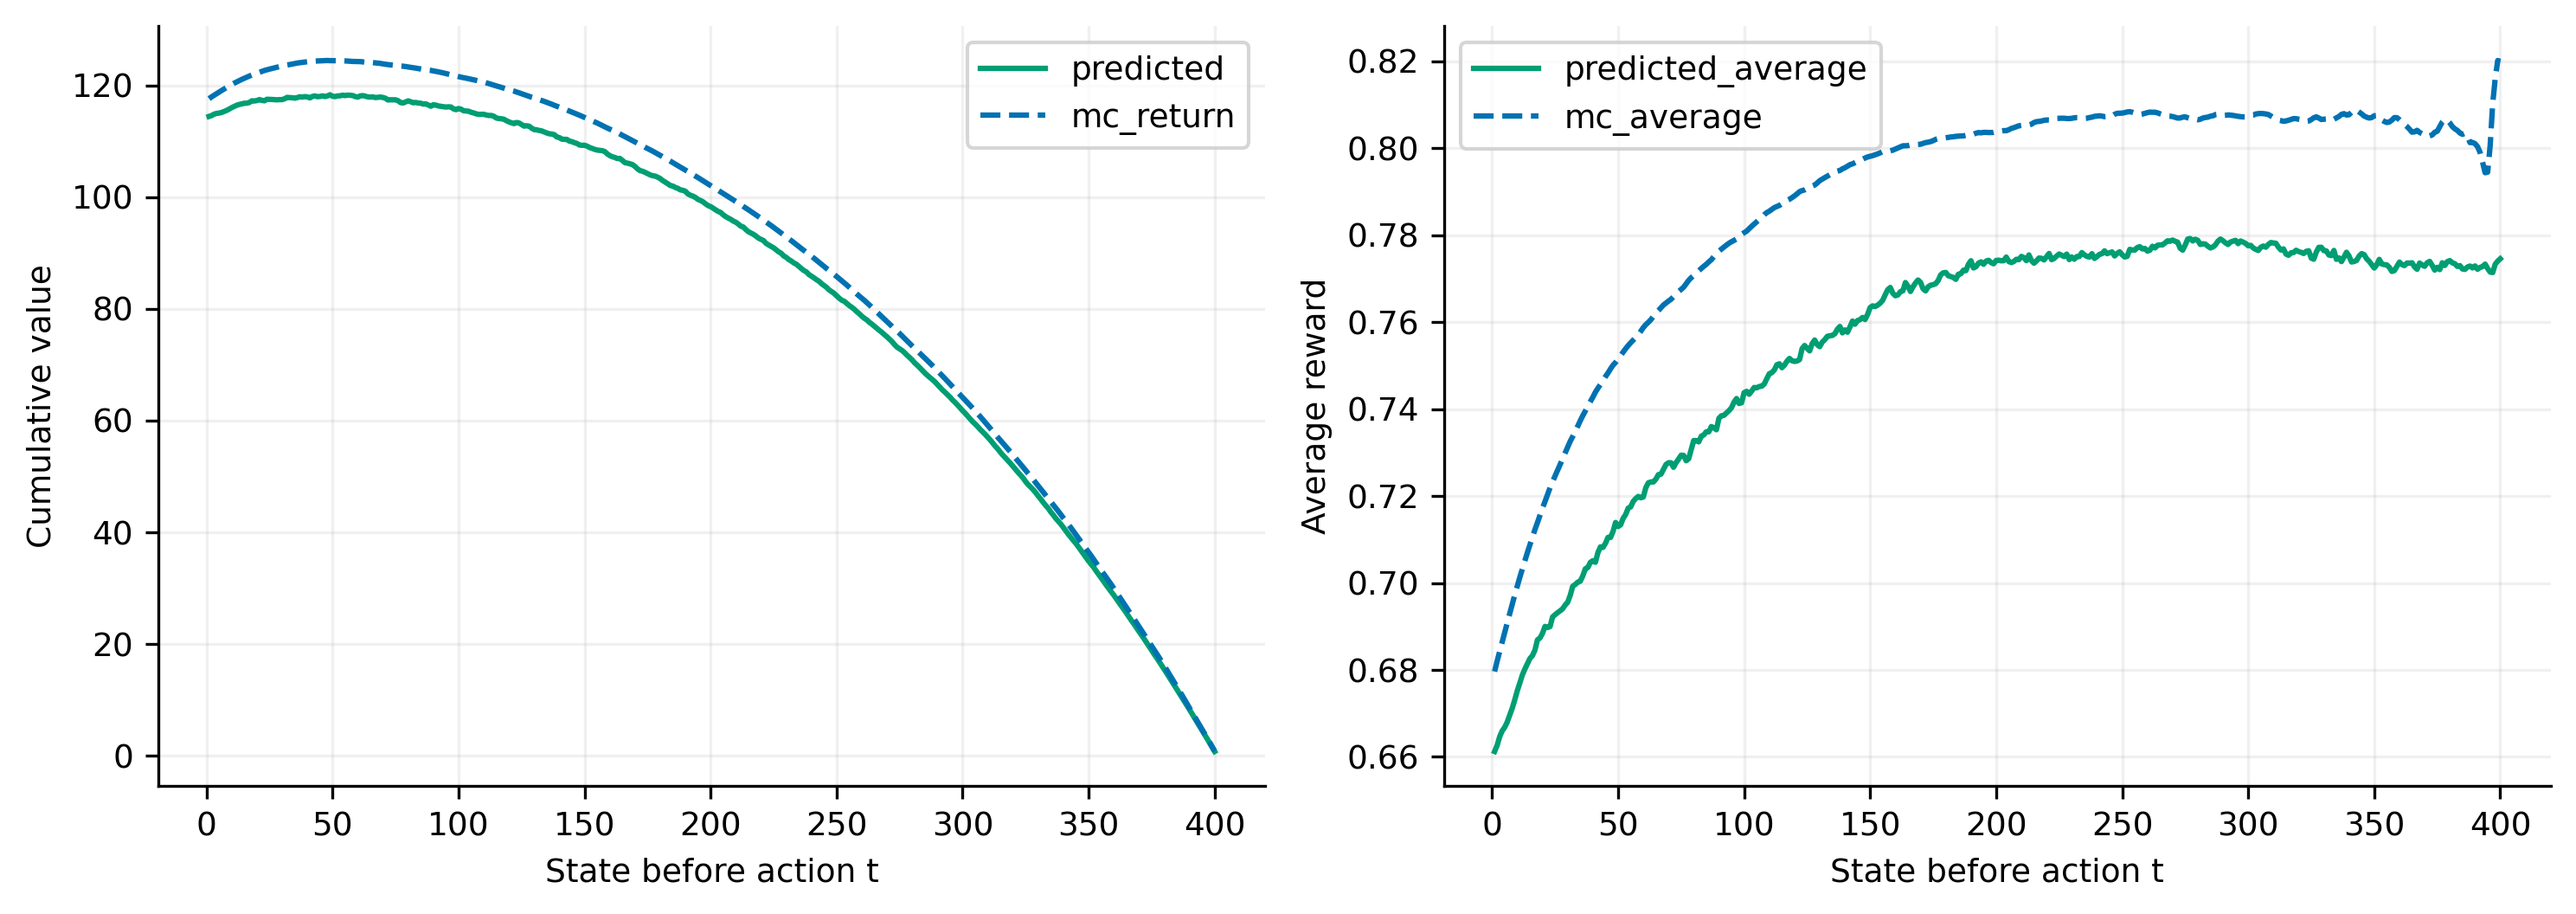 Cumulative value
120
100
80
60
40
20
0
predicted
mc_return
0 50 100 150 200 250 300 350 400
State before action t
Average reward
0.82
0.80
0.78
0.76
0.74
0.72
0.70
0.68
0.66
predicted_average
mc_average
0 50 100 150 200 250 300 350 400
State before action t